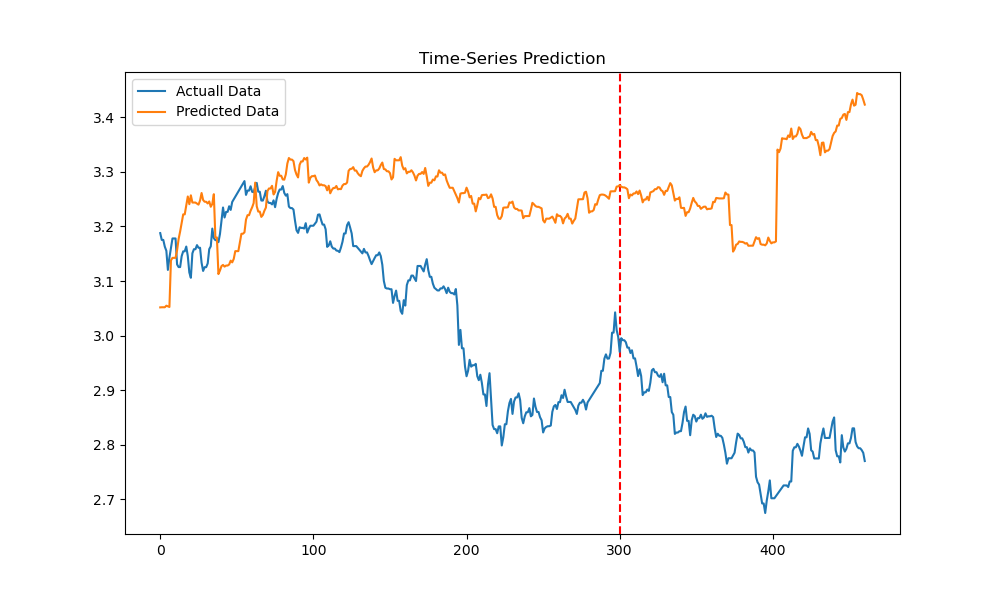 Time-Series Prediction
Actuall Data
Predicted Data
3.4
3.3
3.2
3.1
3.0
2.9
2.8
2.7
0 100 200 300 400